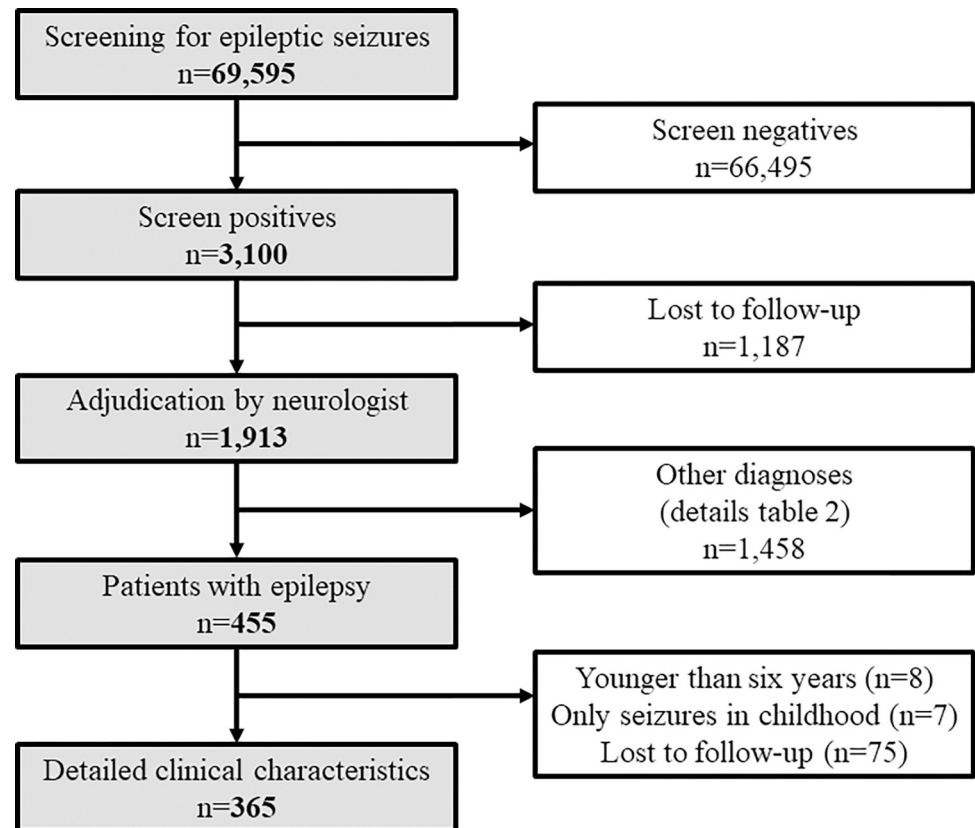 Screening for epileptic seizures
n=69,595
Screen negatives
n=66,495
Screen positives
n=3,100
Lost to follow-up
n=1,187
Adjudication by neurologist
n=1,913
Other diagnoses
(details table 2)
n=1,458
Patients with epilepsy
n=455
Younger than six years (n=8)
Only seizures in childhood (n=7)
Lost to follow-up (n=75)
Detailed clinical characteristics
n=365